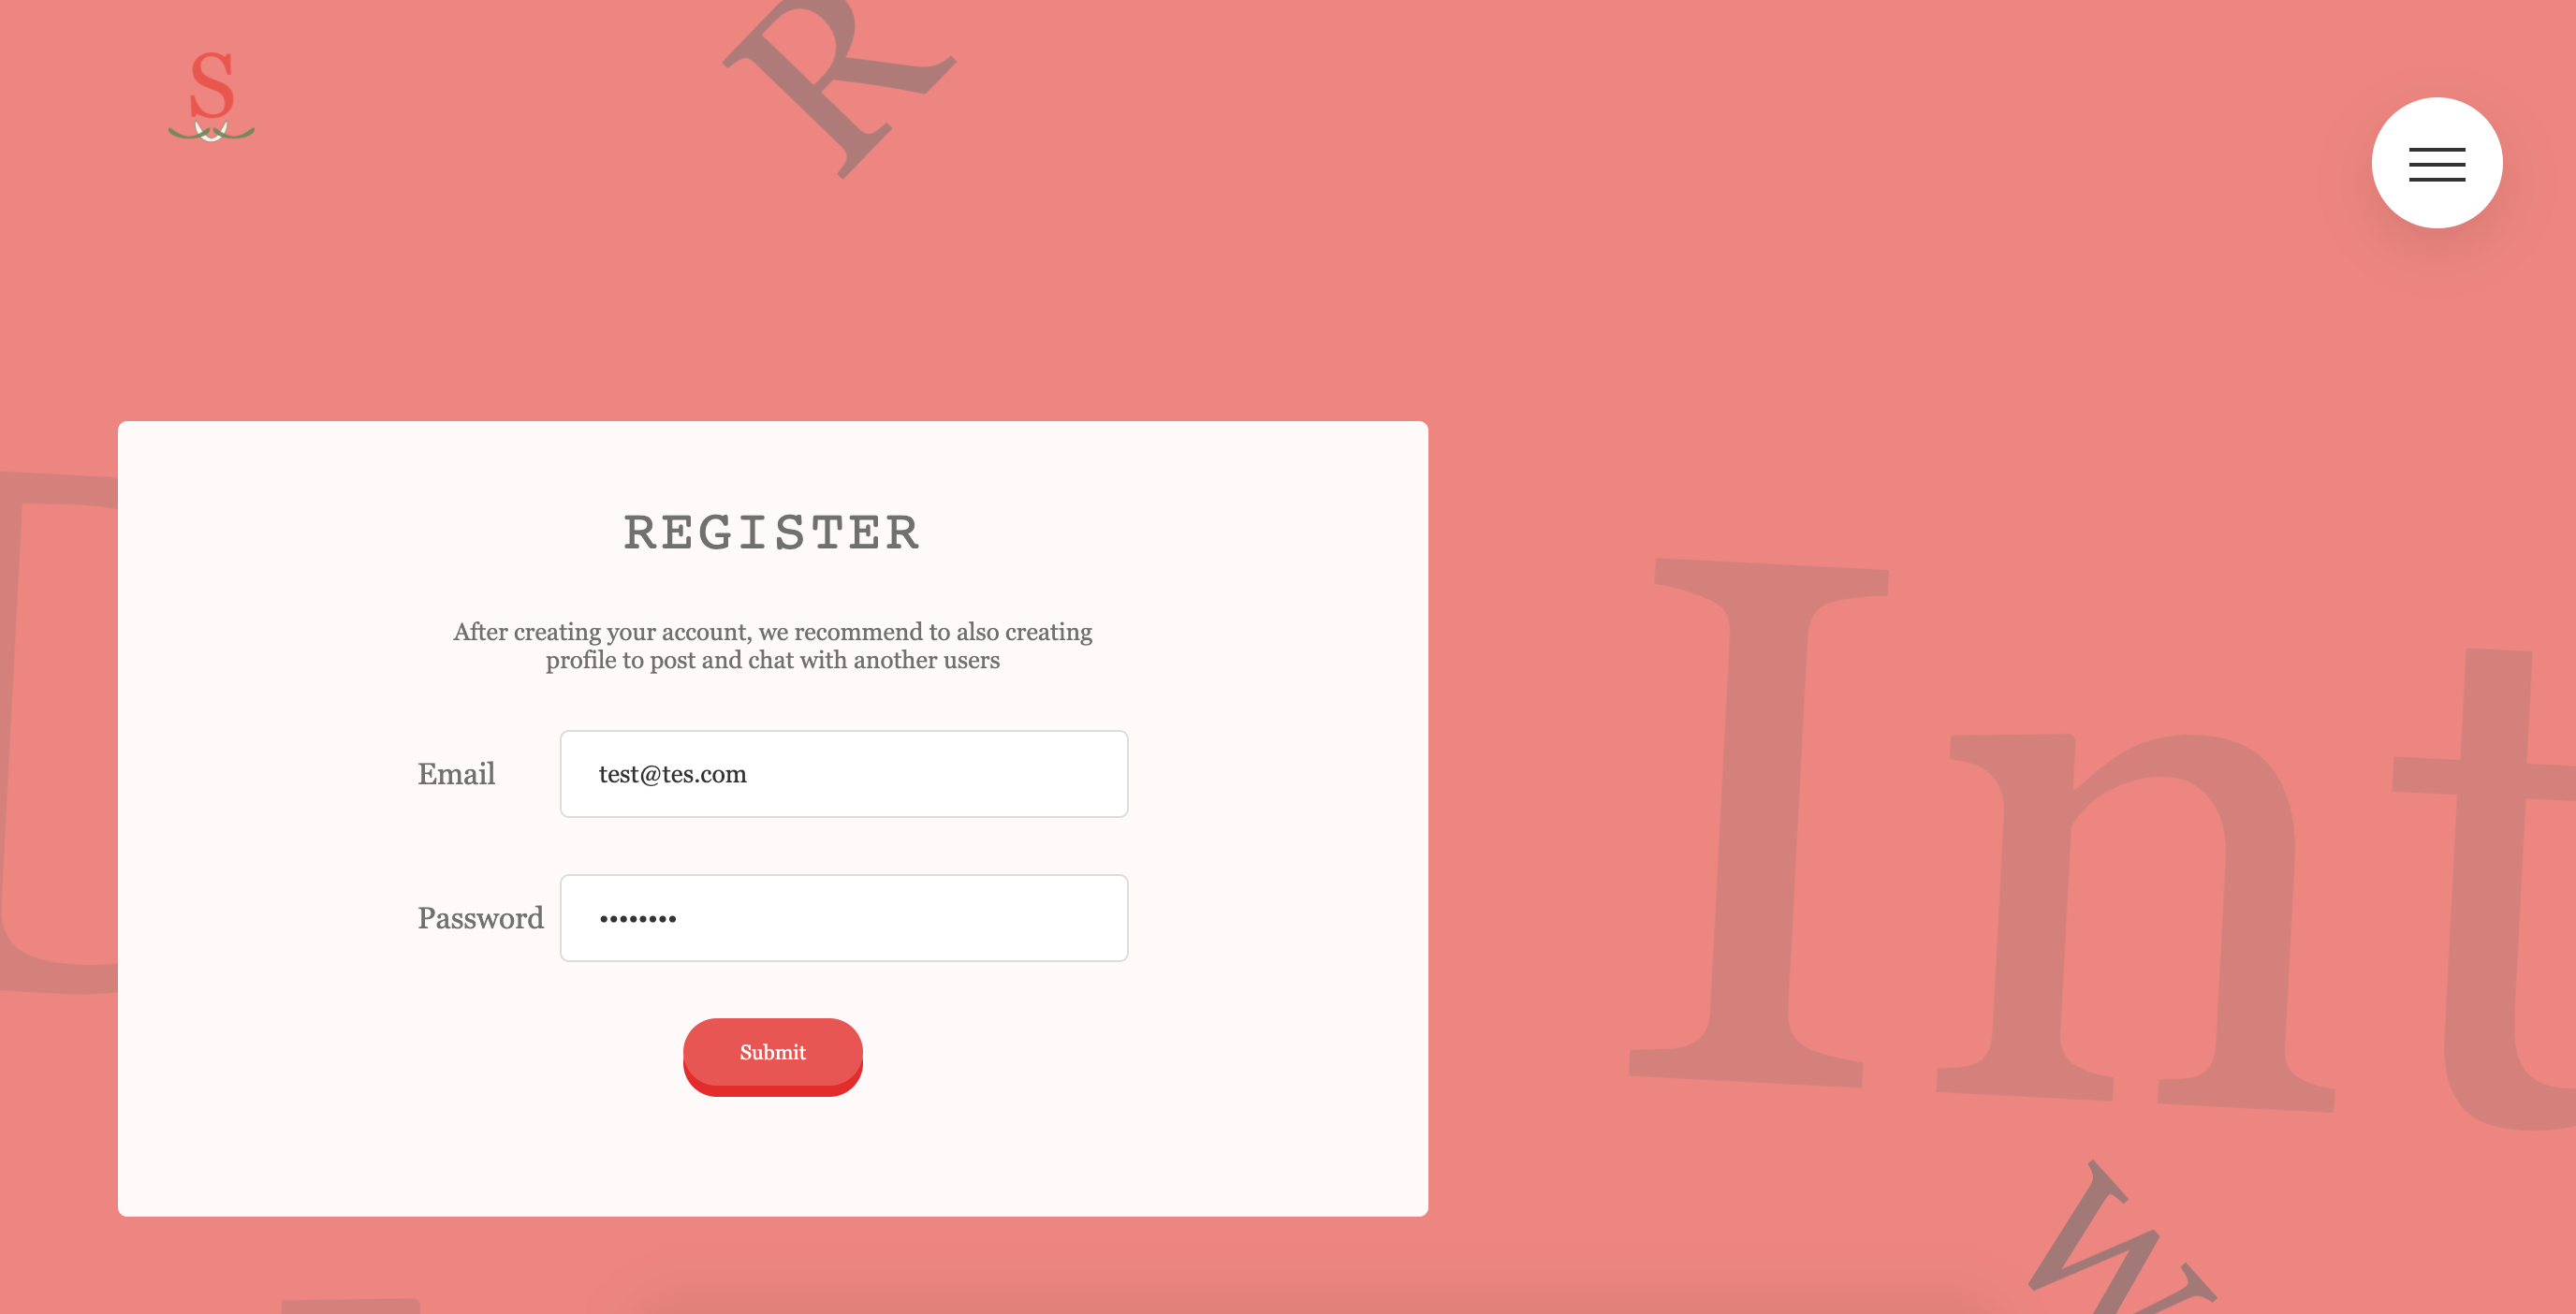 S
R
REGISTER
After creating your account, we recommend to also creating
profile to post and chat with another users
Email
test@tes.com
Password
••••••••
Submit
Int
w